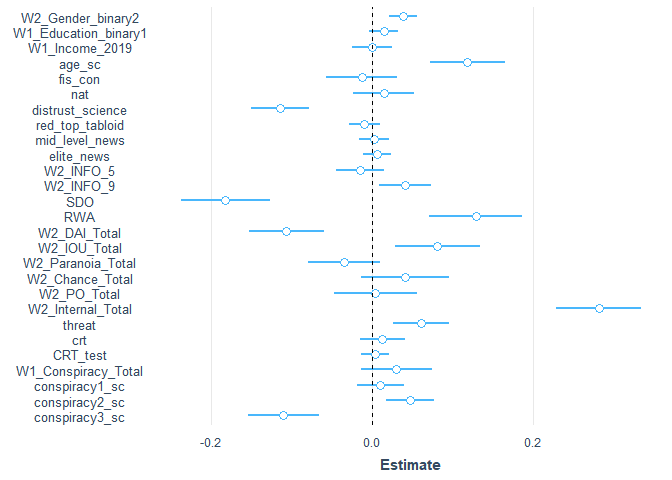 W2_Gender_binary2
W1_Education_binary1
W1_Income_2019
age_sc
fis_con
nat
distrust_science
red_top_tabloid
mid_level_news
elite_news
W2_INFO_5
W2_INFO_9
SDO
RWA
W2_DAI_Total
W2_IOU_Total
W2_Paranoia_Total
W2_Chance_Total
W2_PO_Total
W2_Internal_Total
threat
crt
CRT_test
W1_Conspiracy_Total
conspiracy1_sc
conspiracy2_sc
conspiracy3_sc
-0.2 0.0 0.2
Estimate